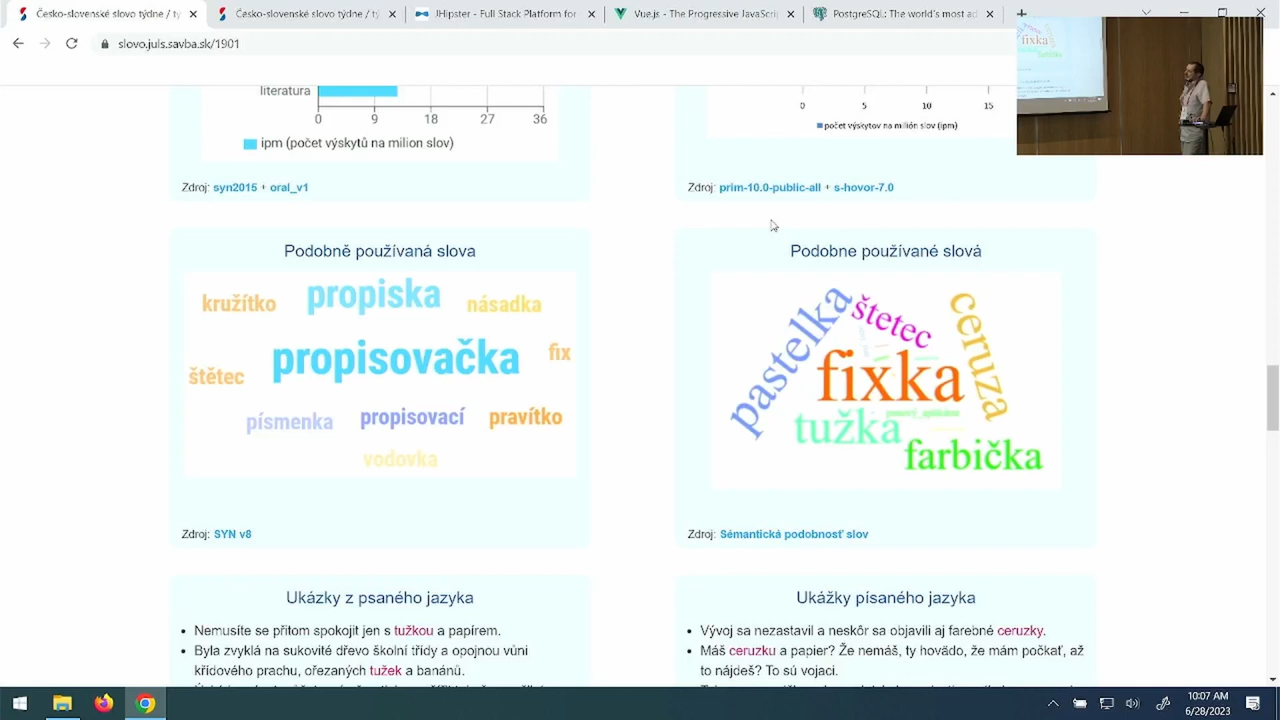 Česko-slovenské slovo týdne / tý
Česko-slovenské slovo týdne / tý
JHipster - Full Stack Platform for
Vue.js - The Progressive JavaScrip
PostgreSQL: The world's most ad
slovo.juls.savba.sk/1901
literatura
0 9 18 27 36
ipm (počet výskytů na milion slov)
Zdroj: syn2015 + oral_v1
0 5 10 15
počet výskytov na milión slov (ipm)
Zdroj: prim-10.0-public-all + s-hovor-7.0
fixka
Podobně používaná slova
kružítko
propiska
násadka
propisovačka
fix
štětec
písmenka
propisovací
pravítko
vodovka
Zdroj: SYN v8
Podobne používané slová
pastelka
štetec
ceruza
fixka
tužka
farbička
Zdroj: Sémantická podobnosť slov
Ukázky z psaného jazyka
Nemusíte se přitom spokojit jen s tužkou a papírem.
Byla zvyklá na sukovité dřevo školní třídy a opojnou vůni
křídového prachu, ořezaných tužek a banánů.
Ukážky písaného jazyka
Vývoj sa nezastavil a neskôr sa objavili aj farebné ceruzky.
Máš ceruzku a papier? Že nemáš, ty hovädo, že mám počkať, až
to nájdeš? To sú vojaci.
10:07 AM
6/28/2023